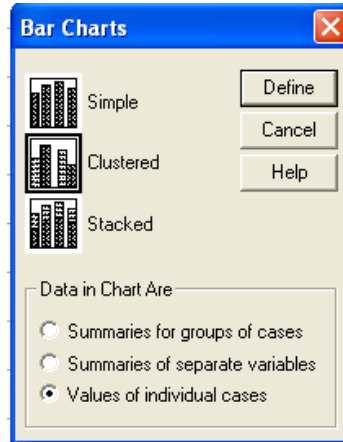 Bar Charts
Simple
Define
Cancel
Clustered
Help
Stacked
Data in Chart Are
Summaries for groups of cases
Summaries of separate variables
Values of individual cases